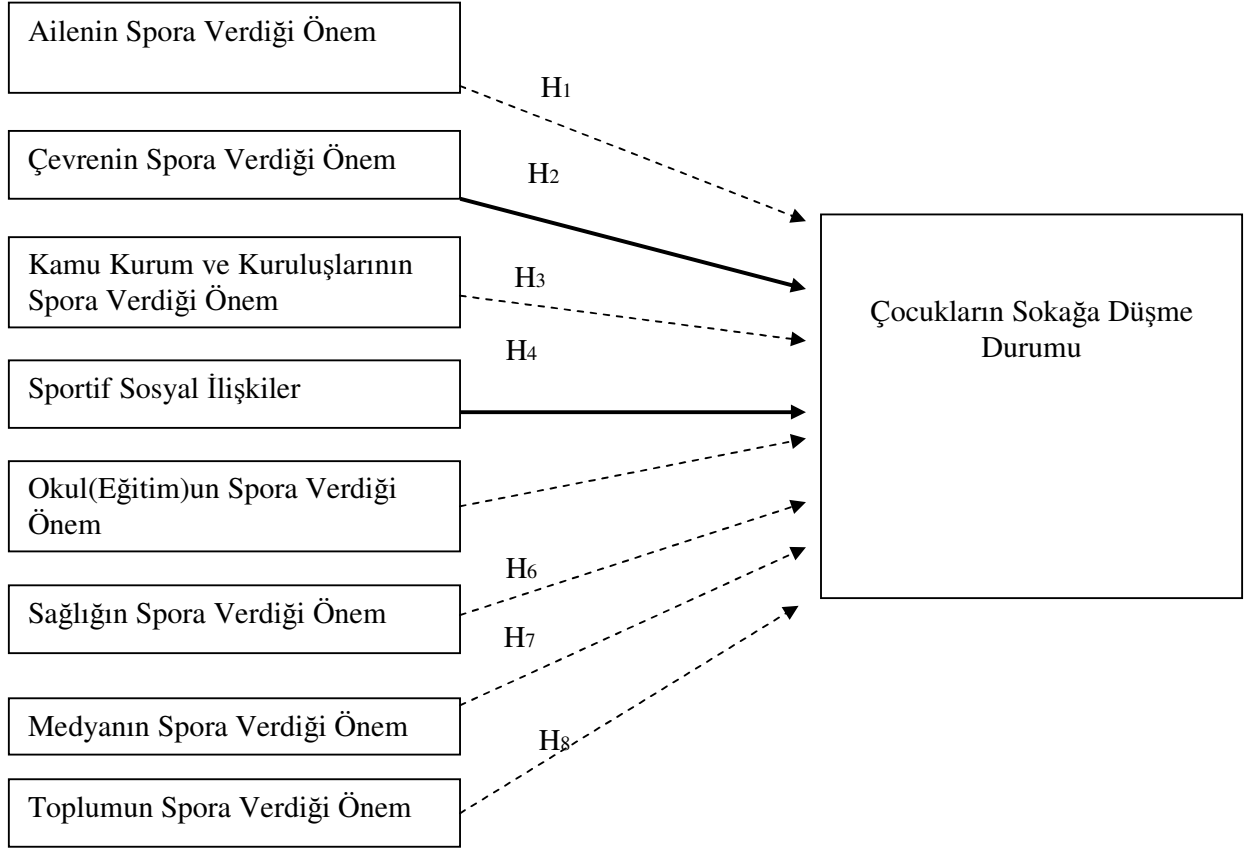 Ailenin Spora Verdiği Önem
H1
Çevrenin Spora Verdiği Önem
H2
Kamu Kurum ve Kuruluşlarının
Spora Verdiği Önem
H3
Çocukların Sokağa Düşme
Durumu
H4
Sportif Sosyal İlişkiler
Okul(Eğitim)un Spora Verdiği
Önem
H6
Sağlığın Spora Verdiği Önem
H7
Medyanın Spora Verdiği Önem
H8
Toplumun Spora Verdiği Önem